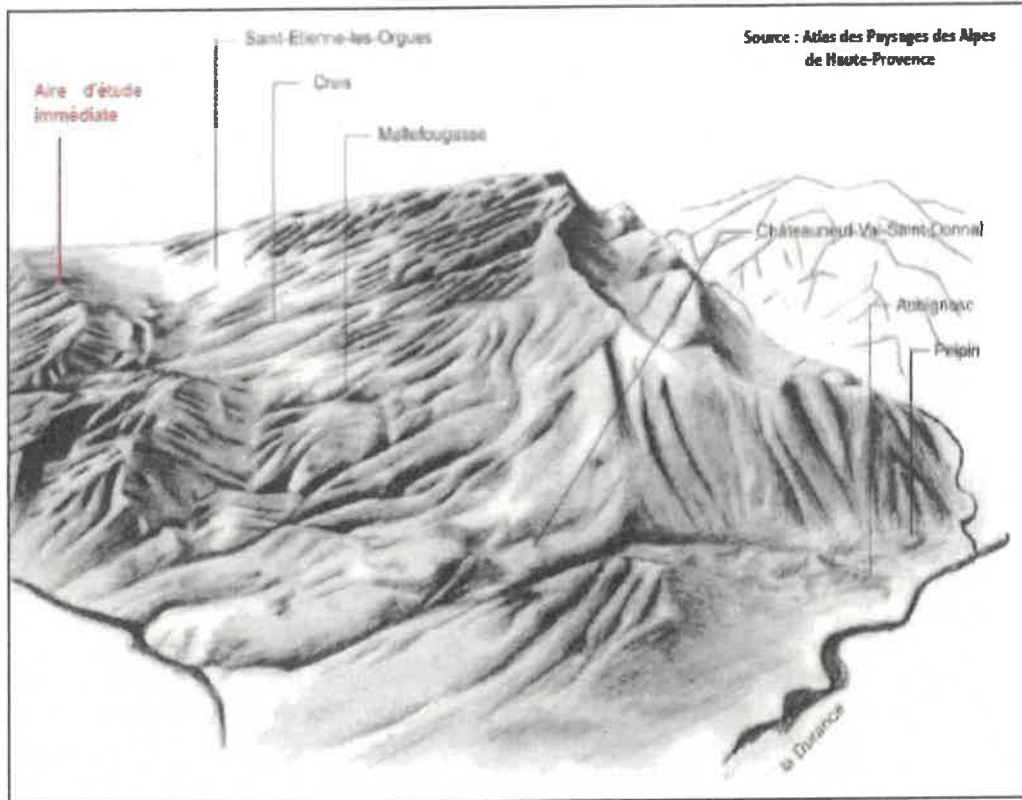 Saint-Etienne-les-Orgues
Source : Atlas des Paysages des Alpes
de Haute-Provence
Aire d'étude
immédiate
Cruis
Mallefougasse
Châteauneuf-Val-Saint-Donnat
Aubignosc
Peipin
la Durance